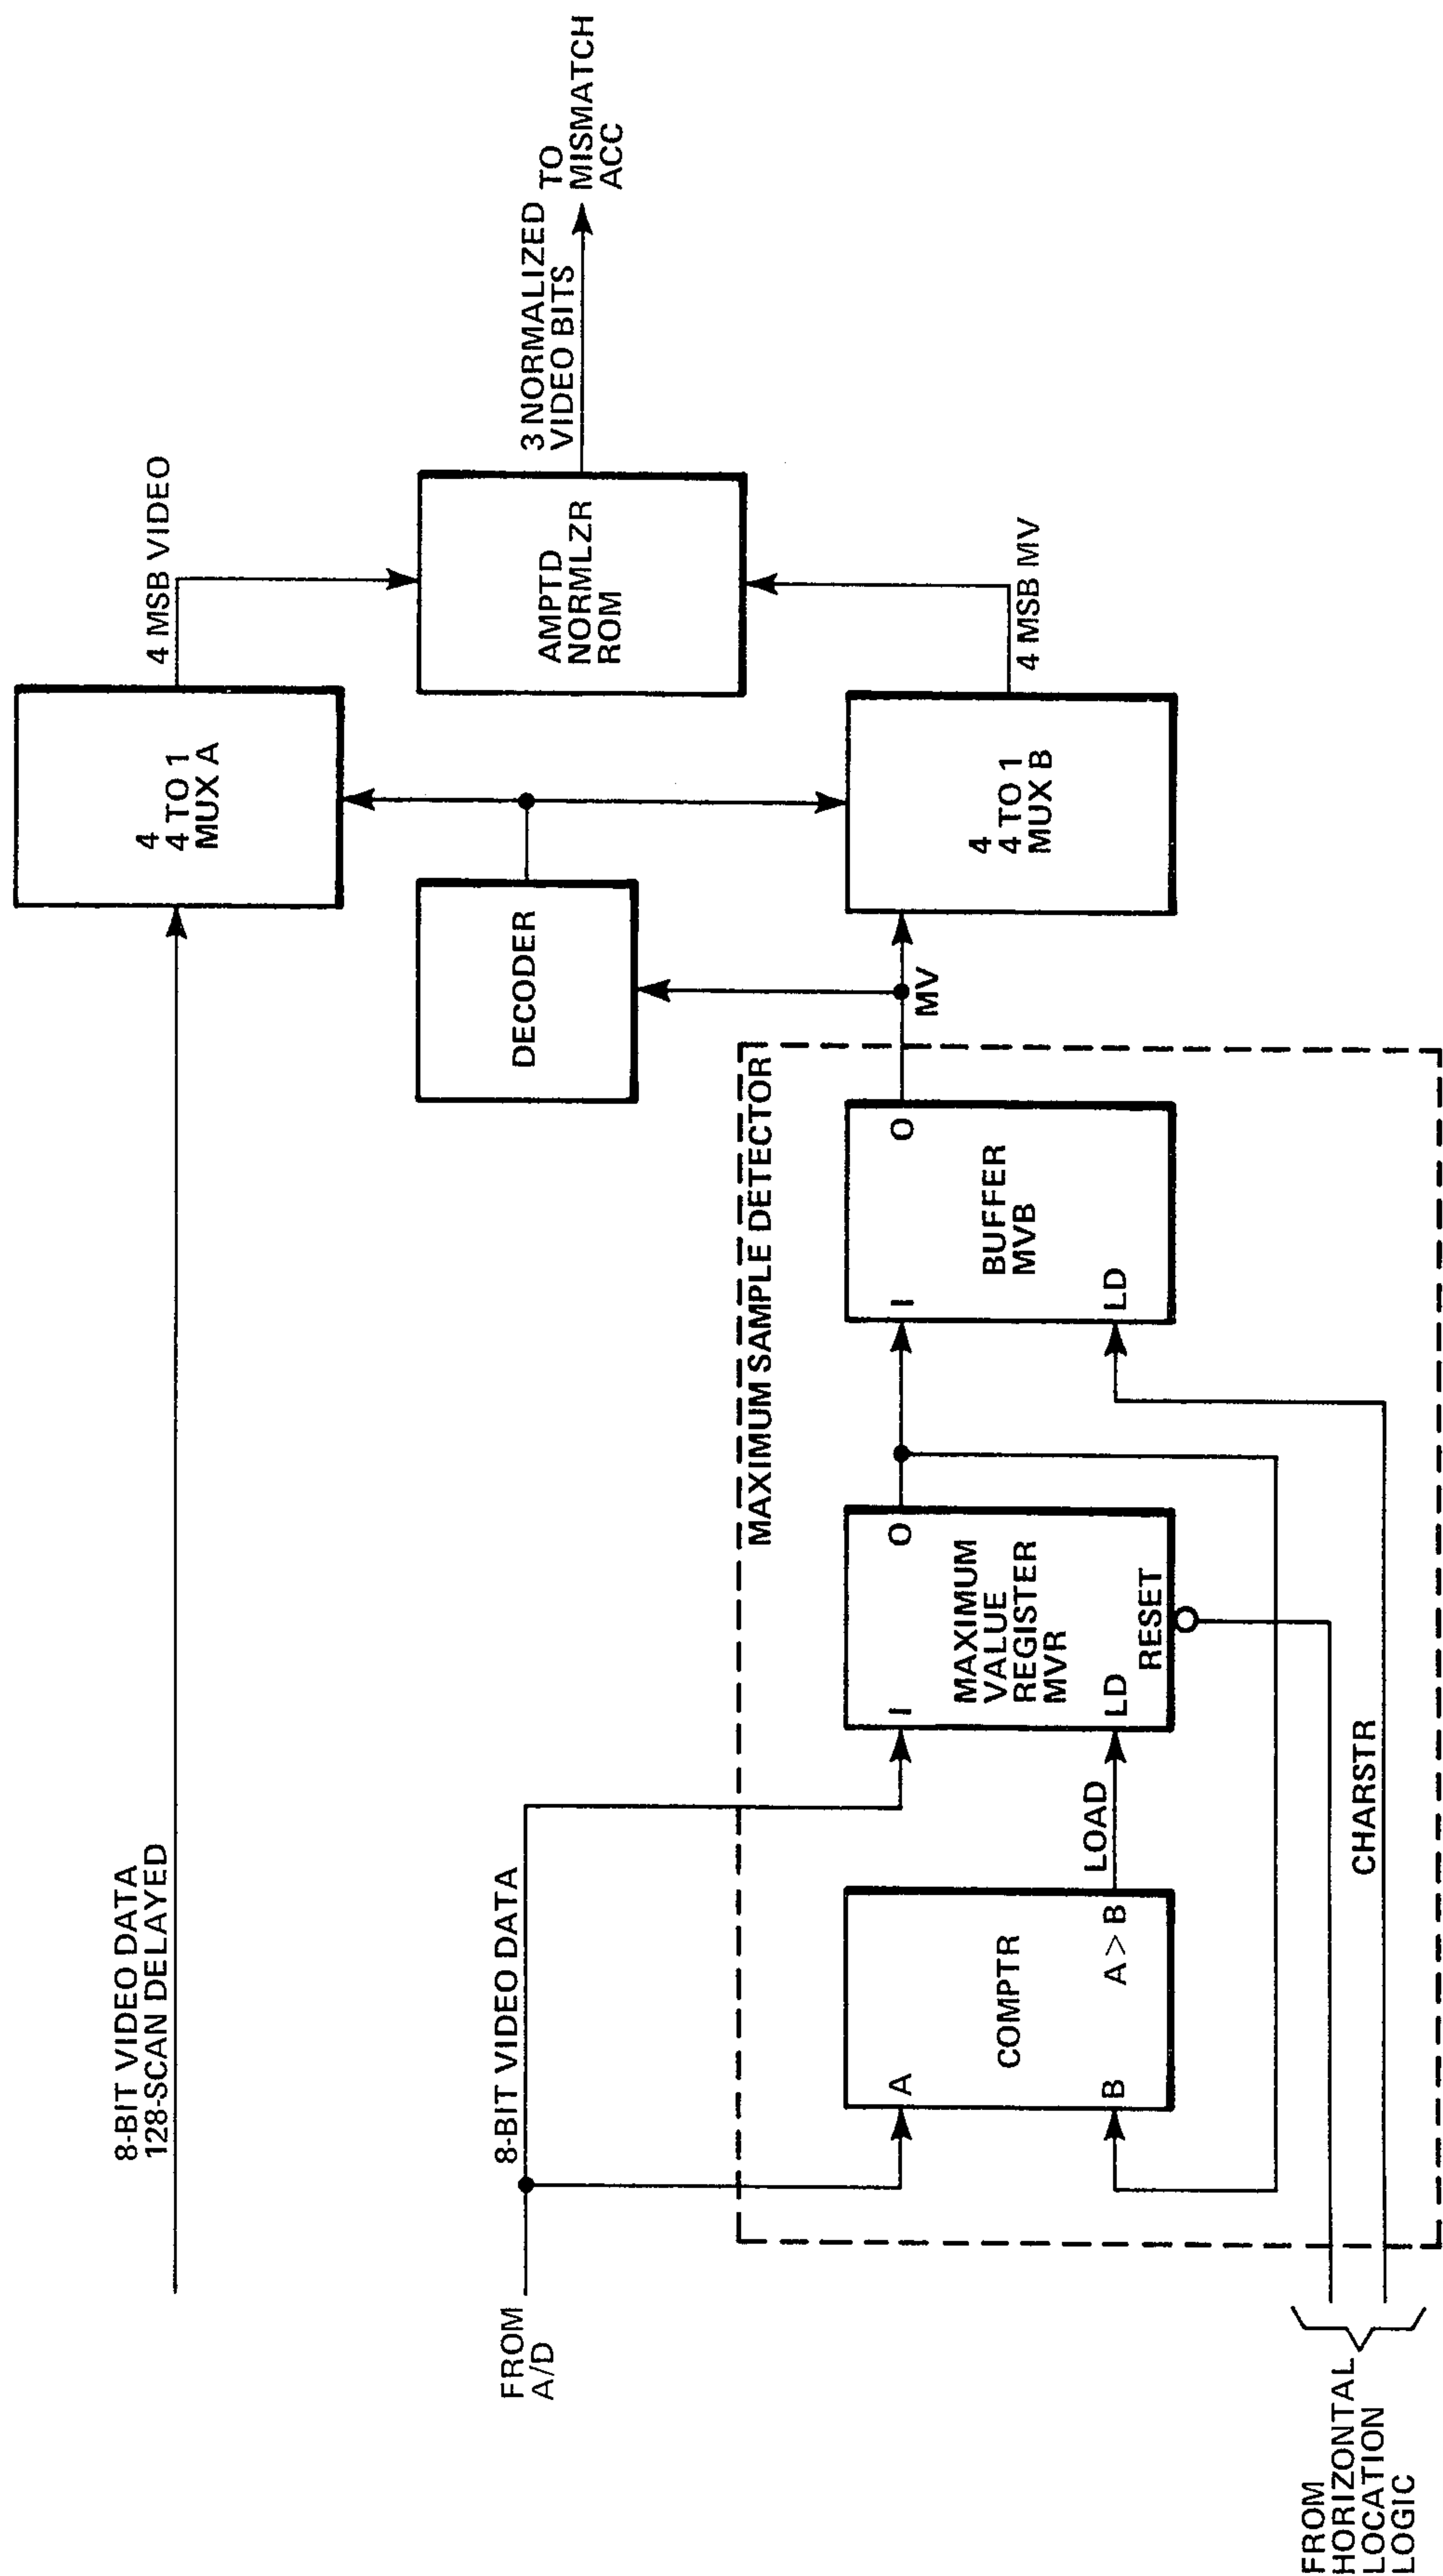 8-BIT VIDEO DATA
128-SCAN DELAYED
4
4 TO 1
MUX A
4 MSB VIDEO
FROM
A/D
8-BIT VIDEO DATA
DECODER
AMPTD
NORMLZR
ROM
3 NORMALIZED
VIDEO BITS
TO
MISMATCH
ACC
MAXIMUM SAMPLE DETECTOR
A
B
COMPTR
A > B
LOAD
I
LD
MAXIMUM
VALUE
REGISTER
MVR
RESET
O
I
LD
BUFFER
MVB
O
MV
4
4 TO 1
MUX B
4 MSB MV
CHARSTR
FROM
HORIZONTAL
LOCATION
LOGIC